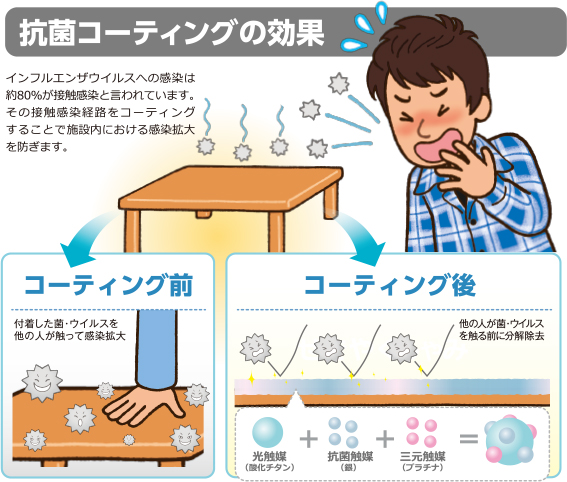 抗菌コーティングの効果
インフルエンザウイルスへの感染は
約80%が接触感染と言われています。
その接触感染経路をコーティング
することで施設内における感染拡大
を防ぎます。
コーティング前
付着した菌・ウイルスを
他の人が触って感染拡大
コーティング後
他の人が菌・ウイルス
を触る前に分解除去
光触媒 + 抗菌触媒 + 三元触媒 =
(酸化チタン) (銀) (プラチナ)